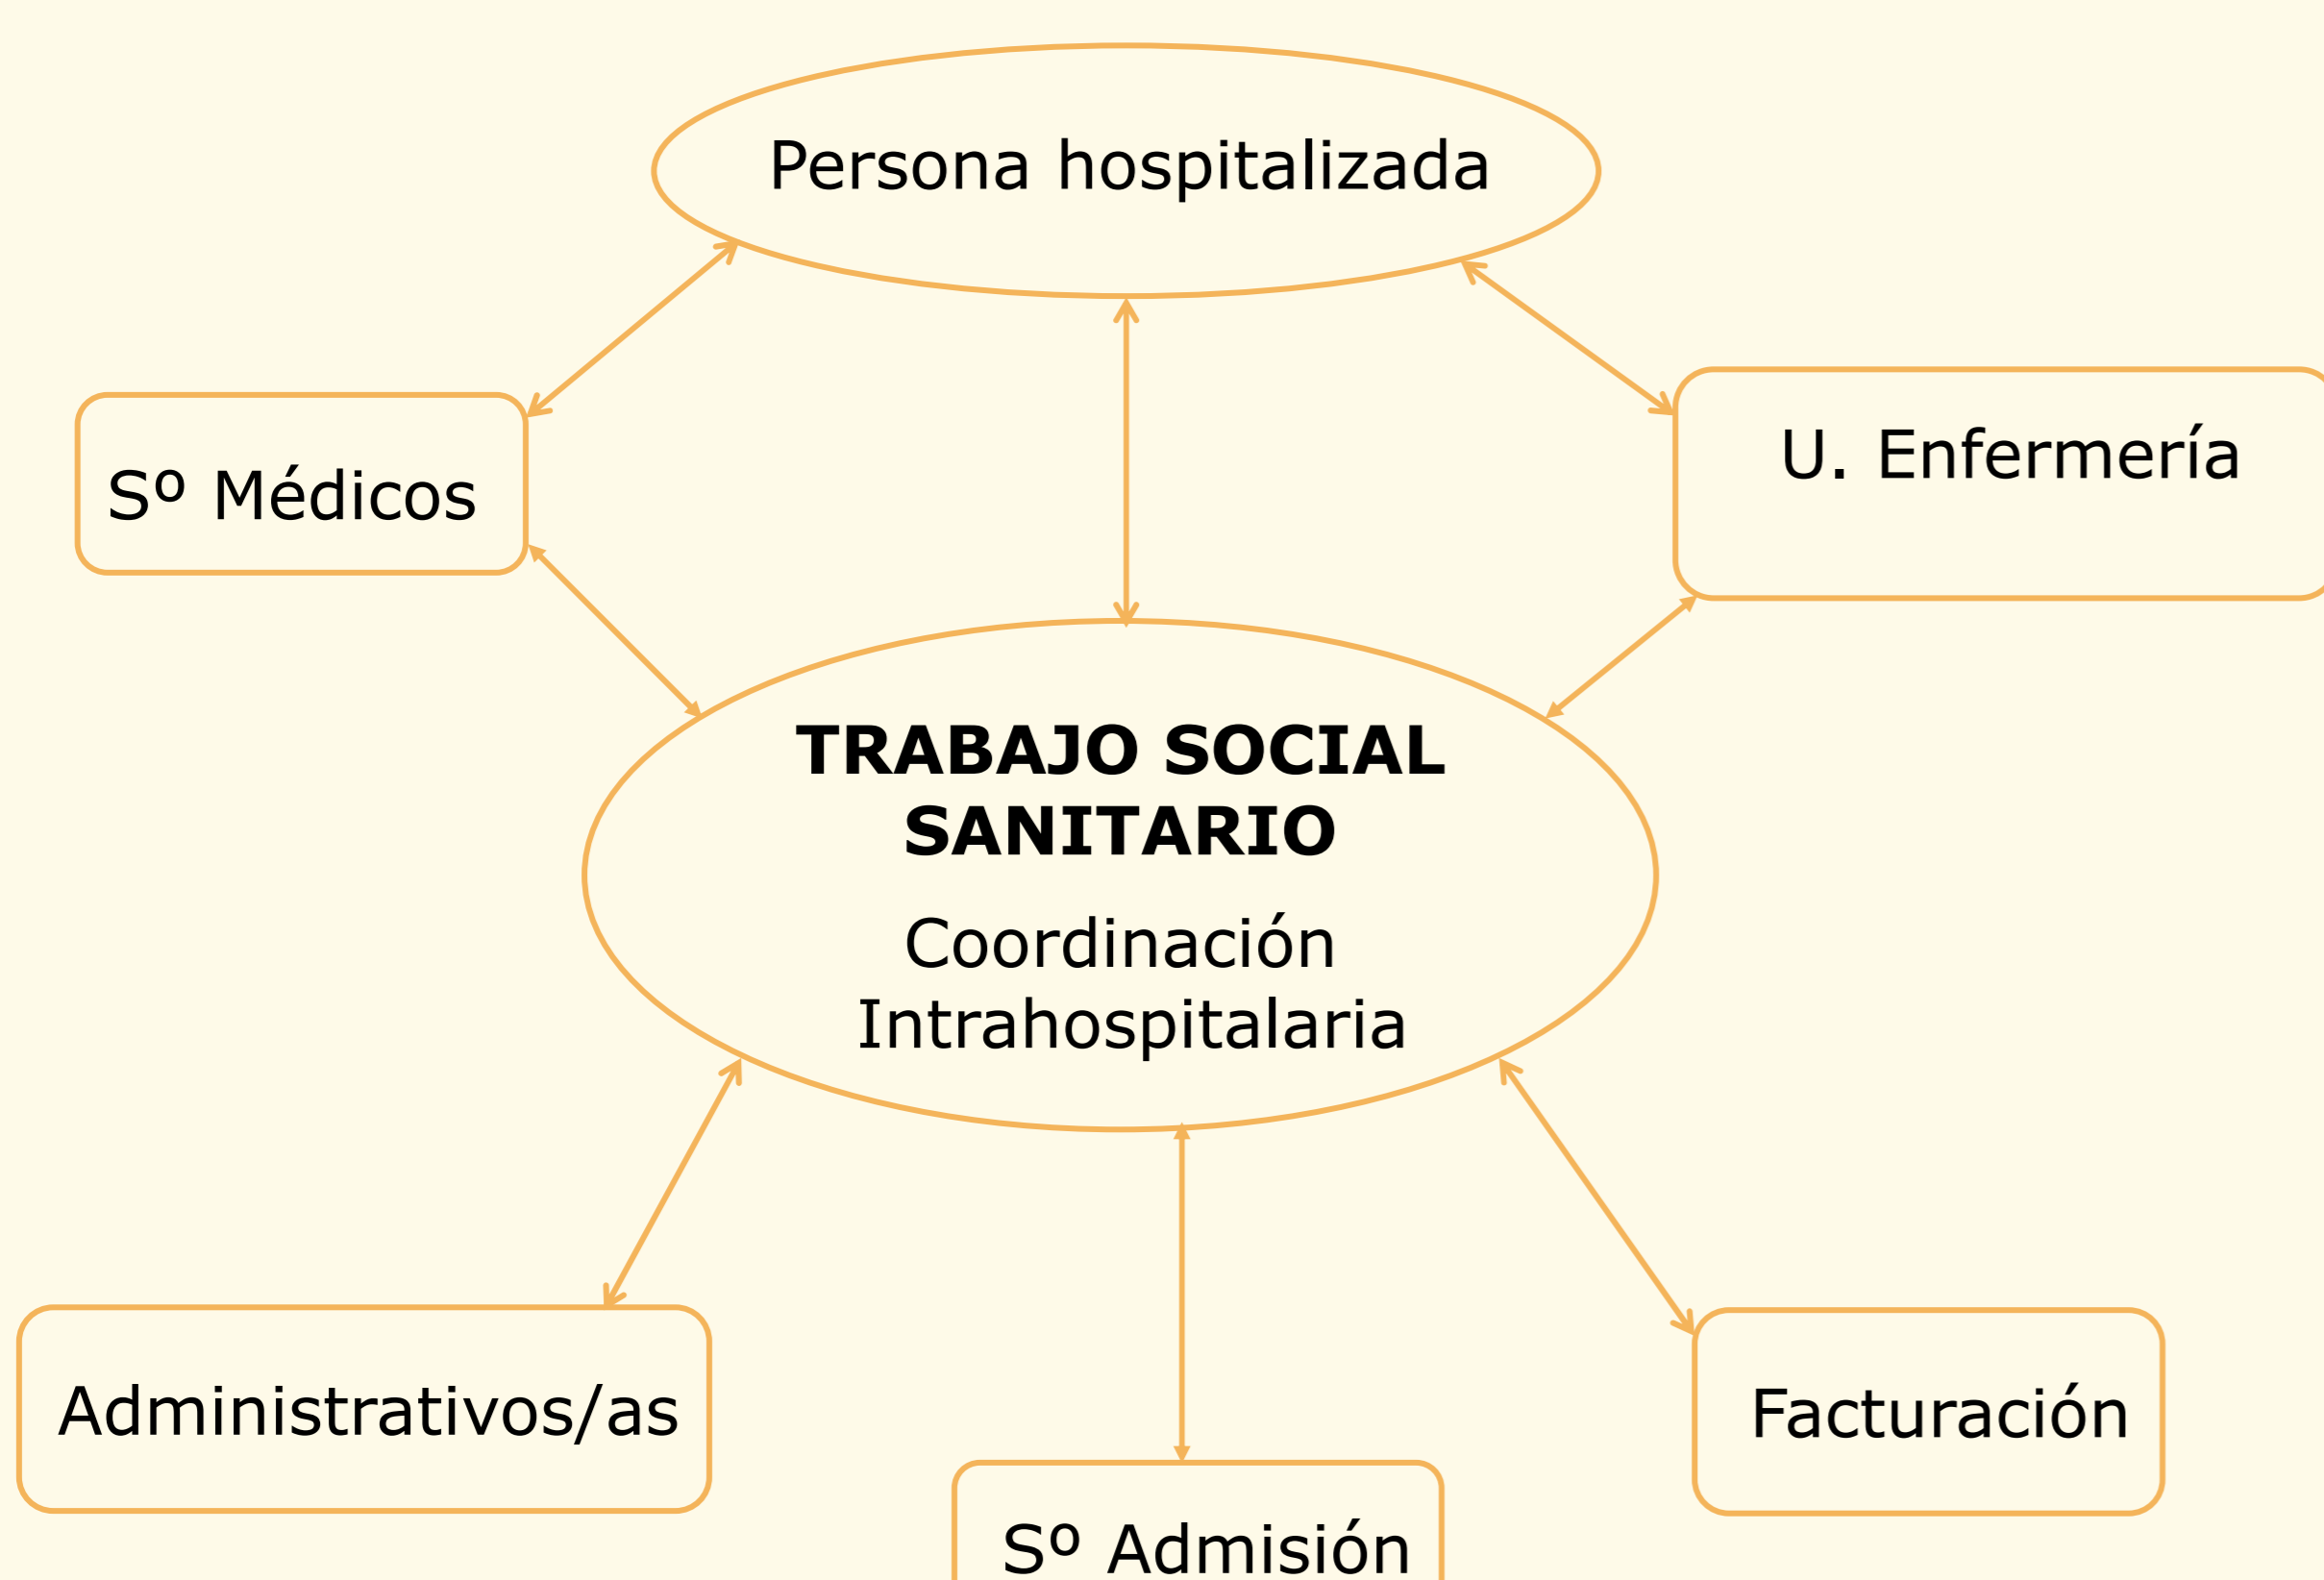 Persona hospitalizada
Sº Médicos
U. Enfermería
TRABAJO SOCIAL
SANITARIO
Coordinación
Intrahospitalaria
Administrativos/as
Facturación
Sº Admisión